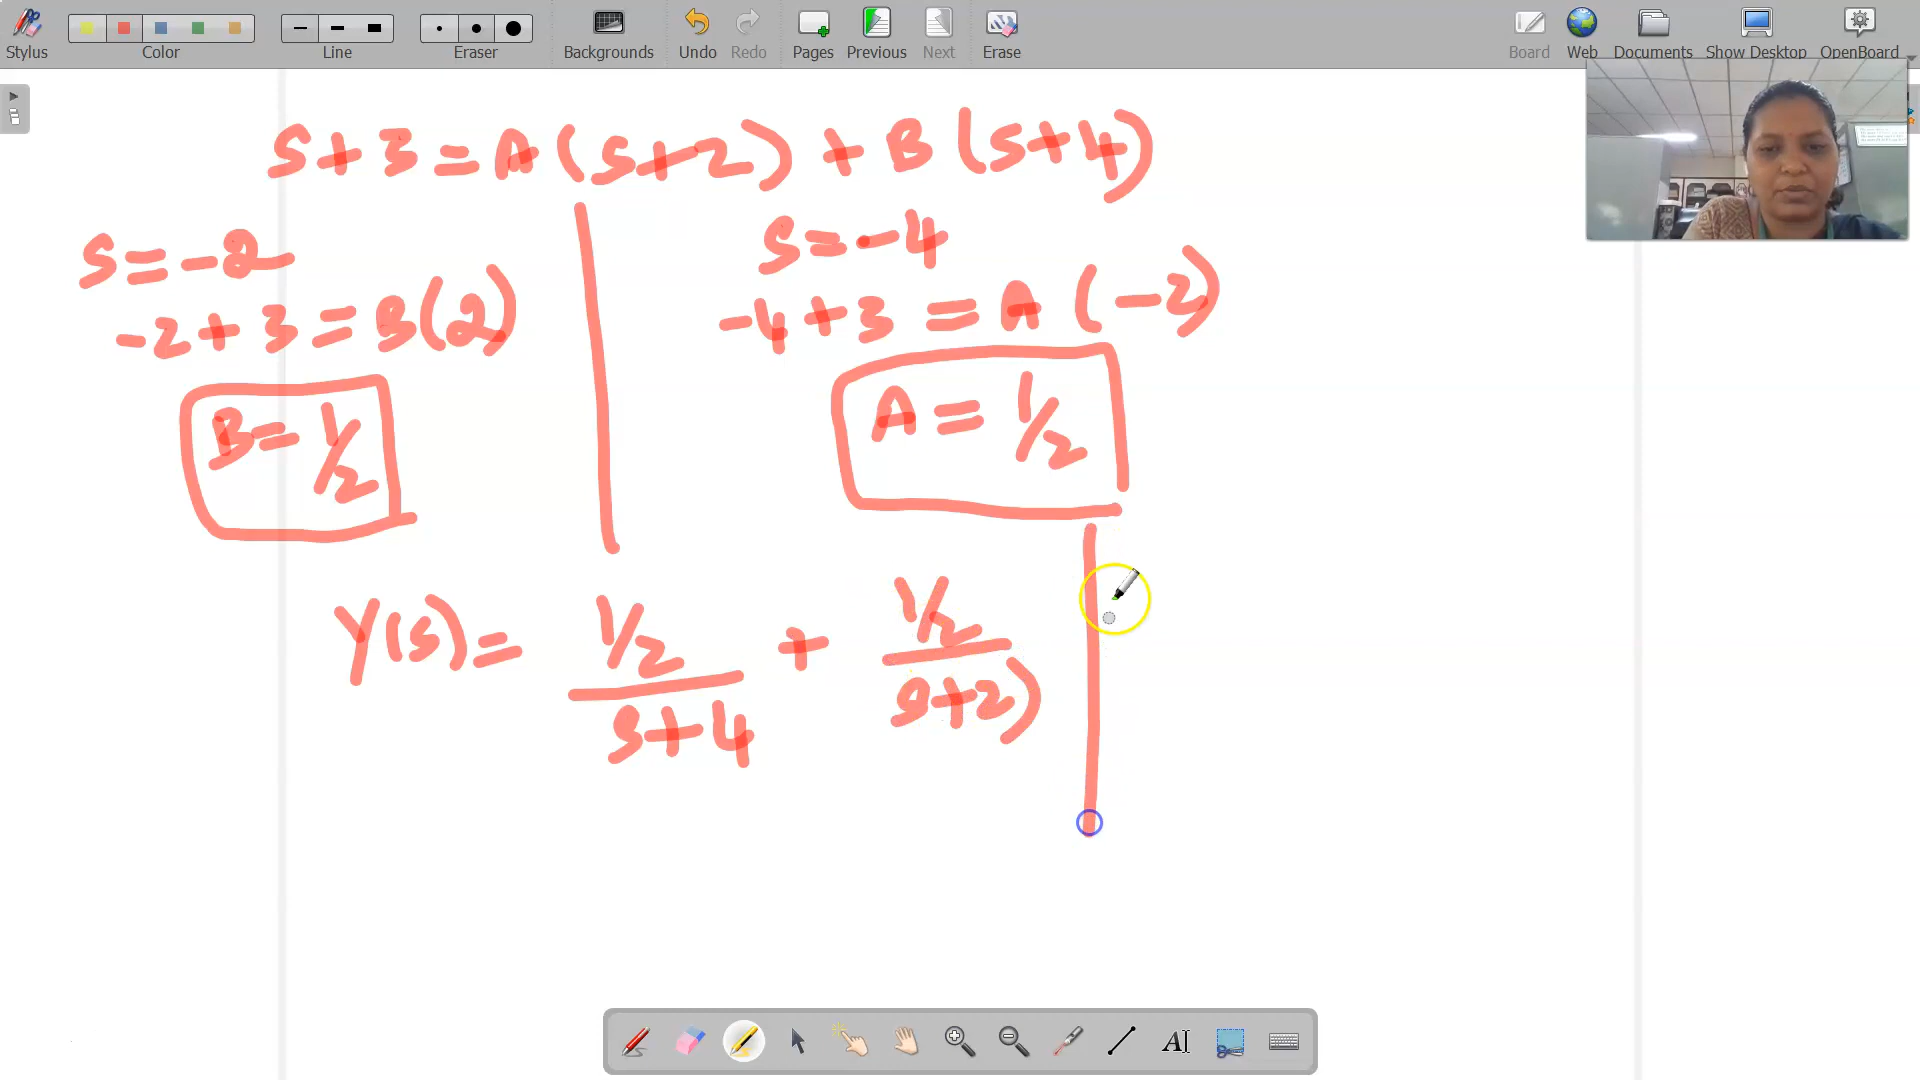 Stylus Color Line Eraser Backgrounds Undo Redo Pages Previous Next Erase Board Web Documents Show Desktop OpenBoard
S+3 = A(S+2) + B(S+4)
S = -2
-2+3 = B(2)
B = 1/2
S = -4
-4+3 = A(-2)
A = 1/2
Y(s) = 1/2 / S+4 + 1/2 / S+2)